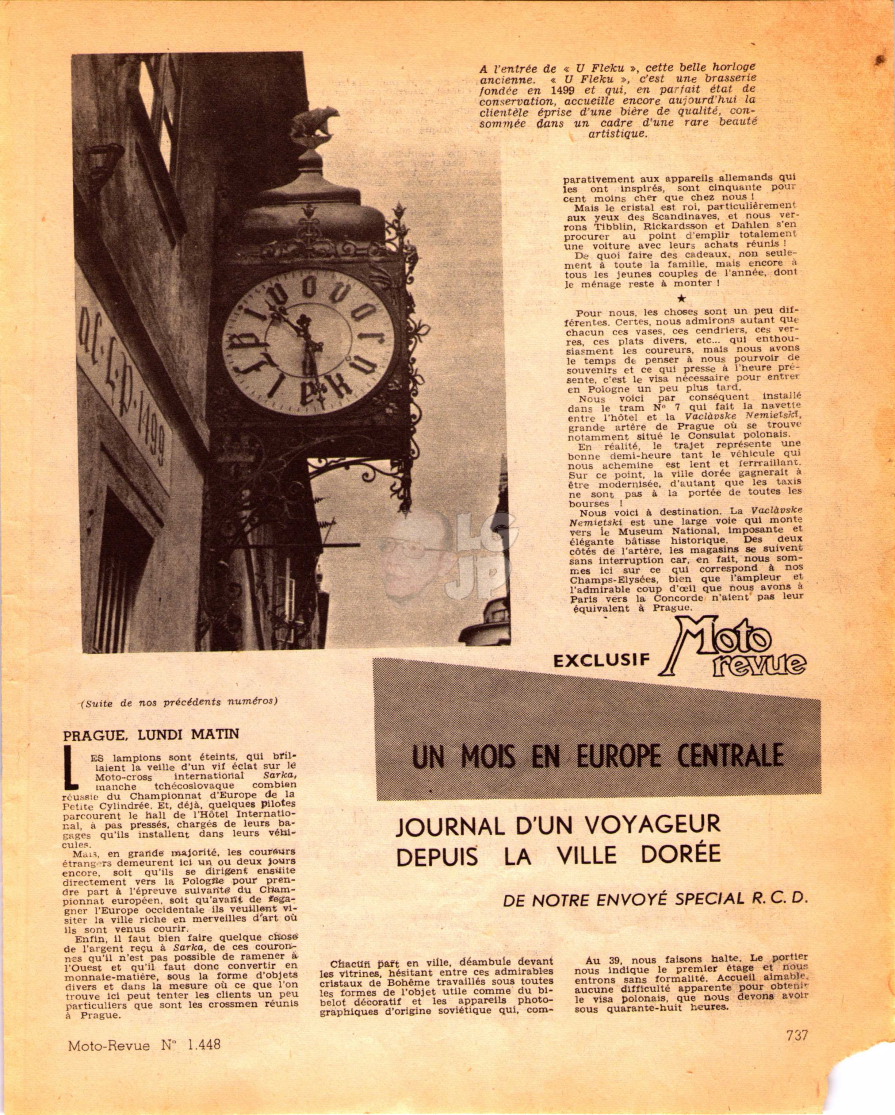 A l'entrée de « U Fleku », cette belle horloge
ancienne. « U Fleku », c'est une brasserie
fondée en 1499 et qui, en parfait état de
conservation, accueille encore aujourd'hui la
clientèle éprise d'une bière de qualité, con-
sommée dans un cadre d'une rare beauté
artistique.
pivovar u fleků
AL·L·P·1499
LCJP
parativement aux appareils allemands qui
les ont inspirés, sont cinquante pour
cent moins cher que chez nous !
Mais le cristal est roi, particulièrement
aux yeux des Scandinaves, et nous ver-
rons Tibblin, Rickardsson et Dahlen s'en
procurer au point d'emplir totalement
une voiture avec leurs achats réunis !
De quoi faire des cadeaux, non seule-
ment à toute la famille, mais encore à
tous les jeunes couples de l'année, dont
le ménage reste à monter !
★
Pour nous, les choses sont un peu dif-
férentes. Certes, nous admirons autant que
chacun ces vases, ces cendriers, ces ver-
res, ces plats divers, etc... qui enthou-
siasment les coureurs, mais nous avons
le temps de penser à nous pourvoir de
souvenirs et ce qui presse à l'heure pré-
sente, c'est le visa nécessaire pour entrer
en Pologne un peu plus tard.
Nous voici par conséquent installé
dans le tram N° 7 qui fait la navette
entre l'hôtel et la Vaclàvske Nemietski,
grande artère de Prague où se trouve
notamment situé le Consulat polonais.
En réalité, le trajet représente une
bonne demi-heure tant le véhicule qui
nous achemine est lent et ferrraillant.
Sur ce point, la ville dorée gagnerait à
être modernisée, d'autant que les taxis
ne sont pas à la portée de toutes les
bourses !
Nous voici à destination. La Vaclàvske
Nemietski est une large voie qui monte
vers le Museum National, imposante et
élégante bâtisse historique. Des deux
côtés de l'artère, les magasins se suivent
sans interruption car, en fait, nous som-
mes ici sur ce qui correspond à nos
Champs-Elysées, bien que l'ampleur et
l'admirable coup d'œil que nous avons à
Paris vers la Concorde n'aient pas leur
équivalent à Prague.
EXCLUSIF Moto revue
UN MOIS EN EUROPE CENTRALE
JOURNAL D'UN VOYAGEUR
DEPUIS LA VILLE DORÉE
DE NOTRE ENVOYÉ SPECIAL R. C. D.
(Suite de nos précédents numéros)
PRAGUE, LUNDI MATIN
LES lampions sont éteints, qui bril-
laient la veille d'un vif éclat sur le
Moto-cross international Sarka,
manche tchécoslovaque combien
réussie du Championnat d'Europe de la
Petite Cylindrée. Et, déjà, quelques pilotes
parcourent le hall de l'Hôtel Internatio-
nal, à pas pressés, chargés de leurs ba-
gages qu'ils installent dans leurs véhi-
cules.
Mais, en grande majorité, les coureurs
étrangers demeurent ici un ou deux jours
encore, soit qu'ils se dirigent ensuite
directement vers la Pologne pour pren-
dre part à l'épreuve suivante du Cham-
pionnat européen, soit qu'avant de rega-
gner l'Europe occidentale ils veuillent vi-
siter la ville riche en merveilles d'art où
ils sont venus courir.
Enfin, il faut bien faire quelque chose
de l'argent reçu à Sarka, de ces couron-
nes qu'il n'est pas possible de ramener à
l'Ouest et qu'il faut donc convertir en
monnaie-matière, sous la forme d'objets
divers et dans la mesure où ce que l'on
trouve ici peut tenter les clients un peu
particuliers que sont les crossmen réunis
à Prague.
Chacun part en ville, déambule devant
les vitrines, hésitant entre ces admirables
cristaux de Bohême travaillés sous toutes
les formes de l'objet utile comme du bi-
belot décoratif et les appareils photo-
graphiques d'origine soviétique qui, com-
Au 39, nous faisons halte. Le portier
nous indique le premier étage et nous
entrons sans formalité. Accueil aimable,
aucune difficulté apparente pour obtenir
le visa polonais, que nous devons avoir
sous quarante-huit heures.
Moto-Revue N° 1.448
737